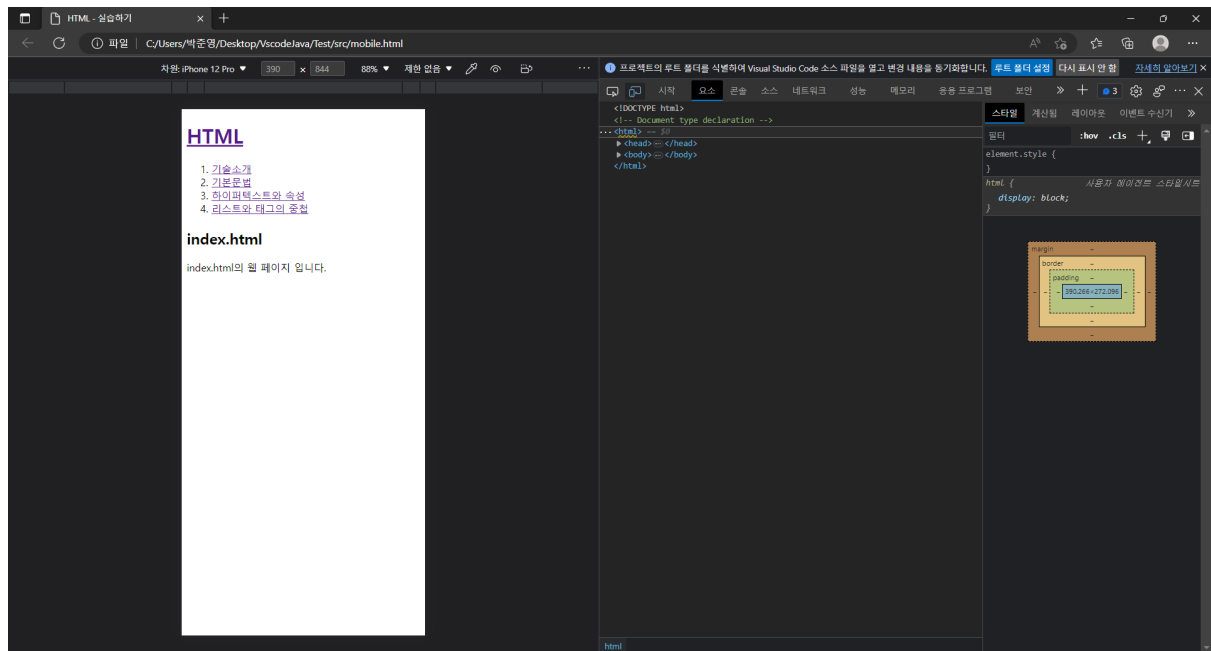 HTML - 실습하기
파일 C:/Users/박준영/Desktop/VscodeJava/Test/src/mobile.html
차원: iPhone 12 Pro ▼ 390 x 844 88% ▼ 제한 없음 ▼
HTML
1. 기술소개
2. 기본문법
3. 하이퍼텍스트와 속성
4. 리스트와 태그의 중첩
index.html
index.html의 웹 페이지 입니다.
프로젝트의 루트 폴더를 식별하여 Visual Studio Code 소스 파일을 열고 변경 내용을 동기화합니다. 루트 폴더 설정 다시 표시 안 함 자세히 알아보기
시작 요소 콘솔 소스 네트워크 성능 메모리 응용 프로그램 보안 3
<!DOCTYPE html>
<!-- Document type declaration -->
<html> == $0
<head> </head>
<body> </body>
</html>
html
스타일 계산됨 레이아웃 이벤트 수신기
필터 :hov .cls
element.style {
}
html { 사용자 에이전트 스타일시트
display: block;
}
margin
border
padding
390.266×272.096